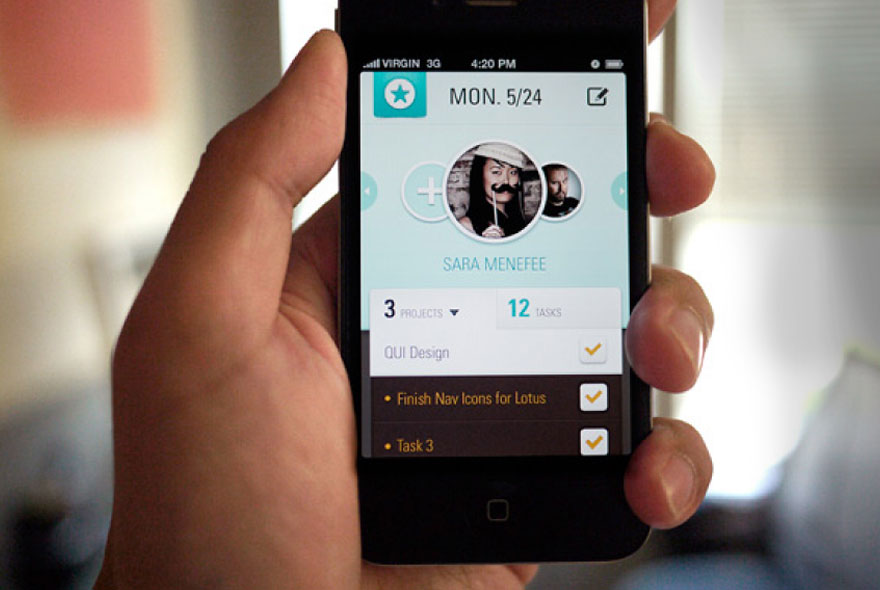 VIRGIN 3G 4:20 PM
MON. 5/24
SARA MENEFEE
3 PROJECTS 12 TASKS
QUI Design
• Finish Nav Icons for Lotus
• Task 3